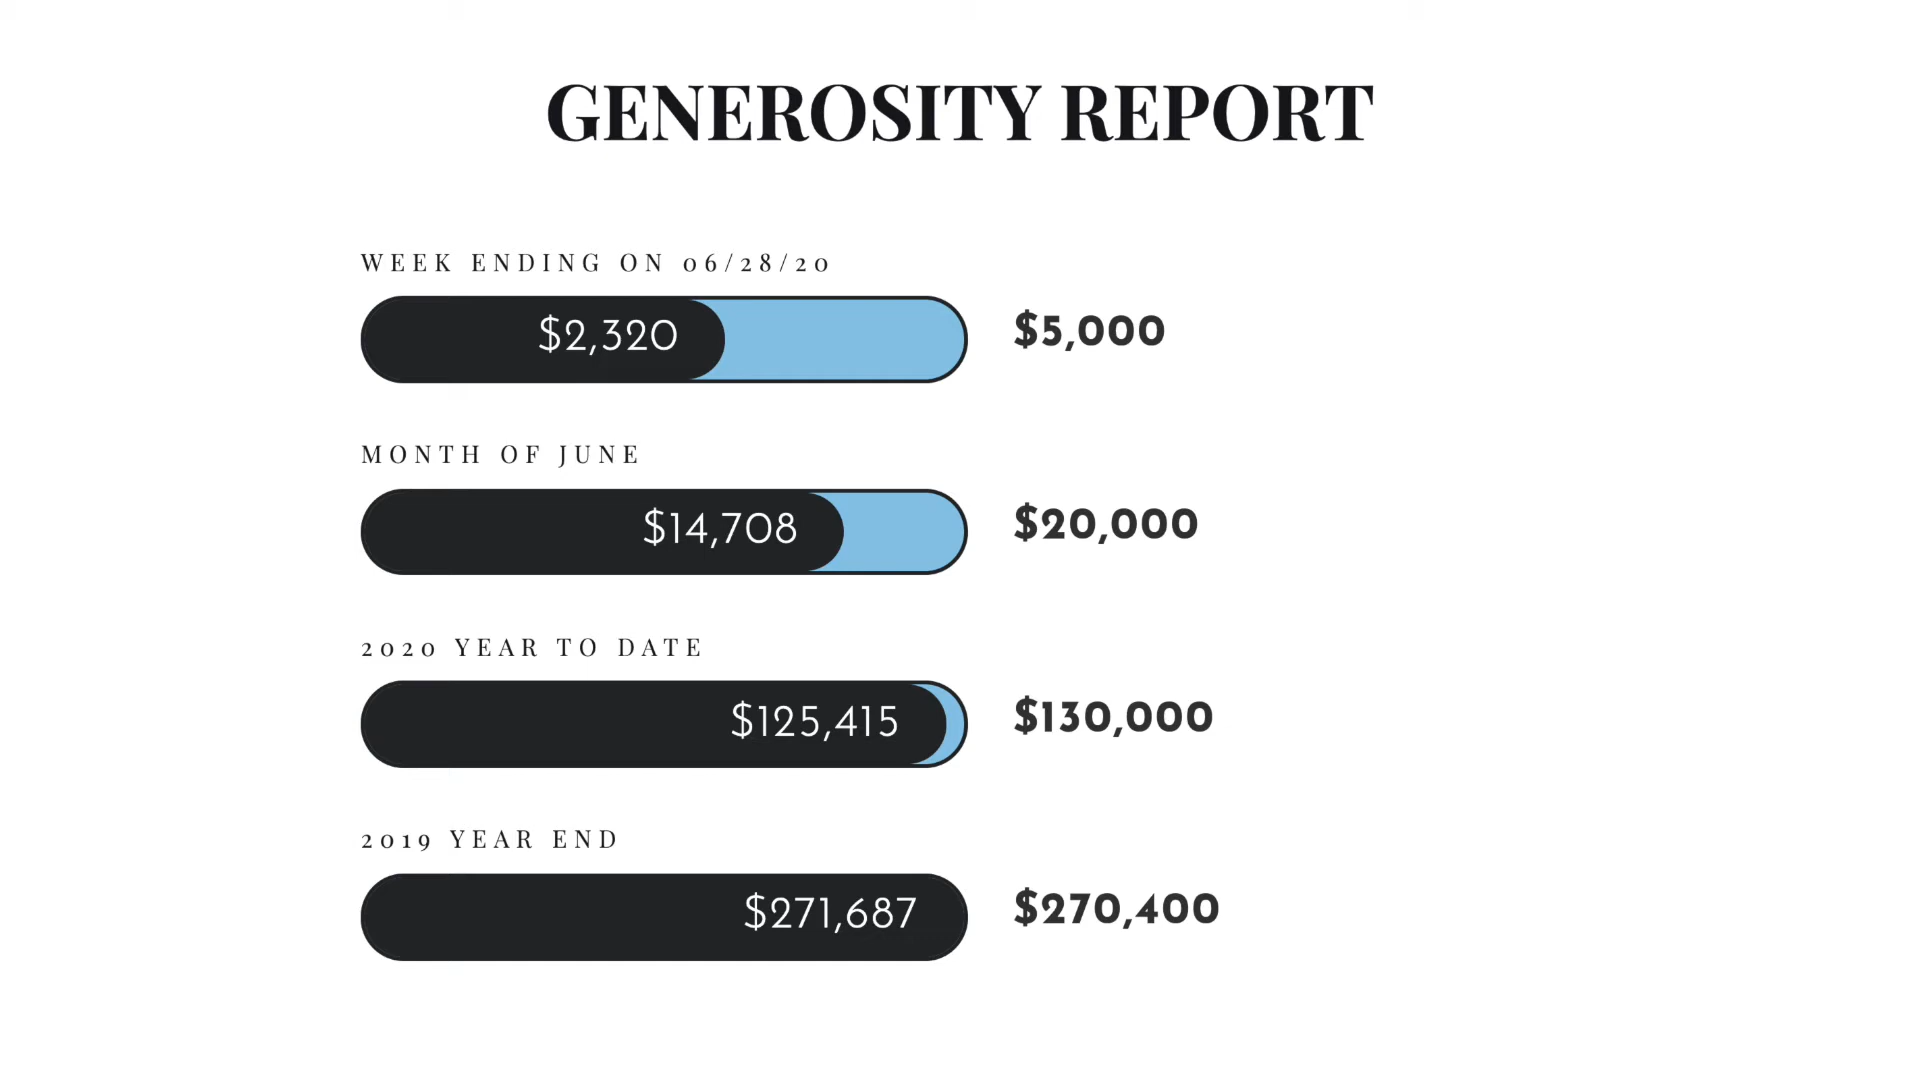 GENEROSITY REPORT
WEEK ENDING ON 06/28/20
$2,320 $5,000
MONTH OF JUNE
$14,708 $20,000
2020 YEAR TO DATE
$125,415 $130,000
2019 YEAR END
$271,687 $270,400